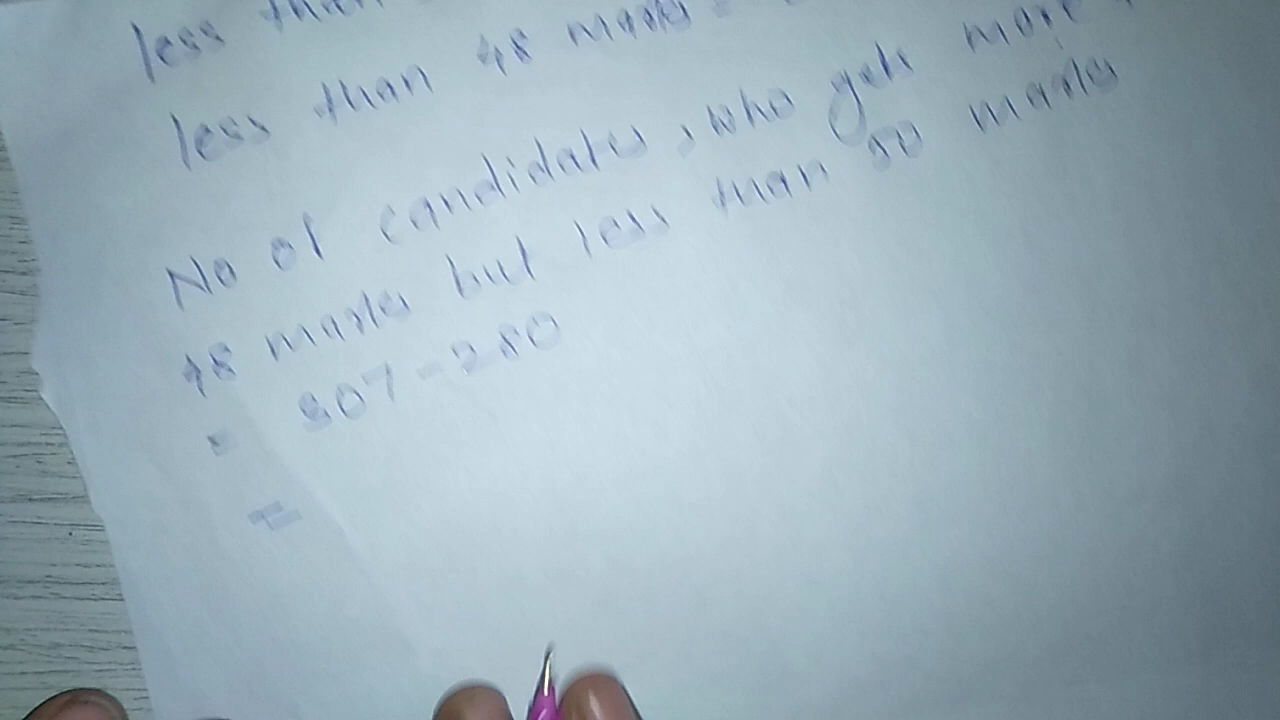 less than
less than 48 marks =
No of candidates, who gets more
48 marks but less than 50 marks
= 307 - 280
=